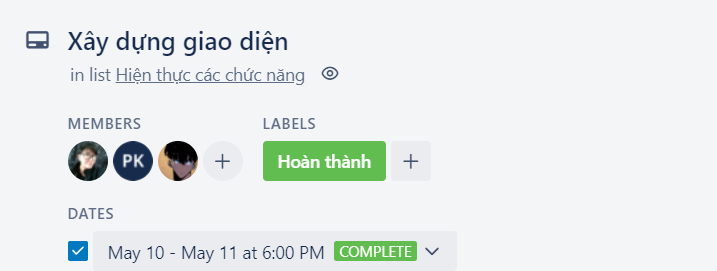 Xây dựng giao diện
in list Hiện thực các chức năng
MEMBERS
LABELS
PK
+
Hoàn thành
+
DATES
May 10 - May 11 at 6:00 PM COMPLETE